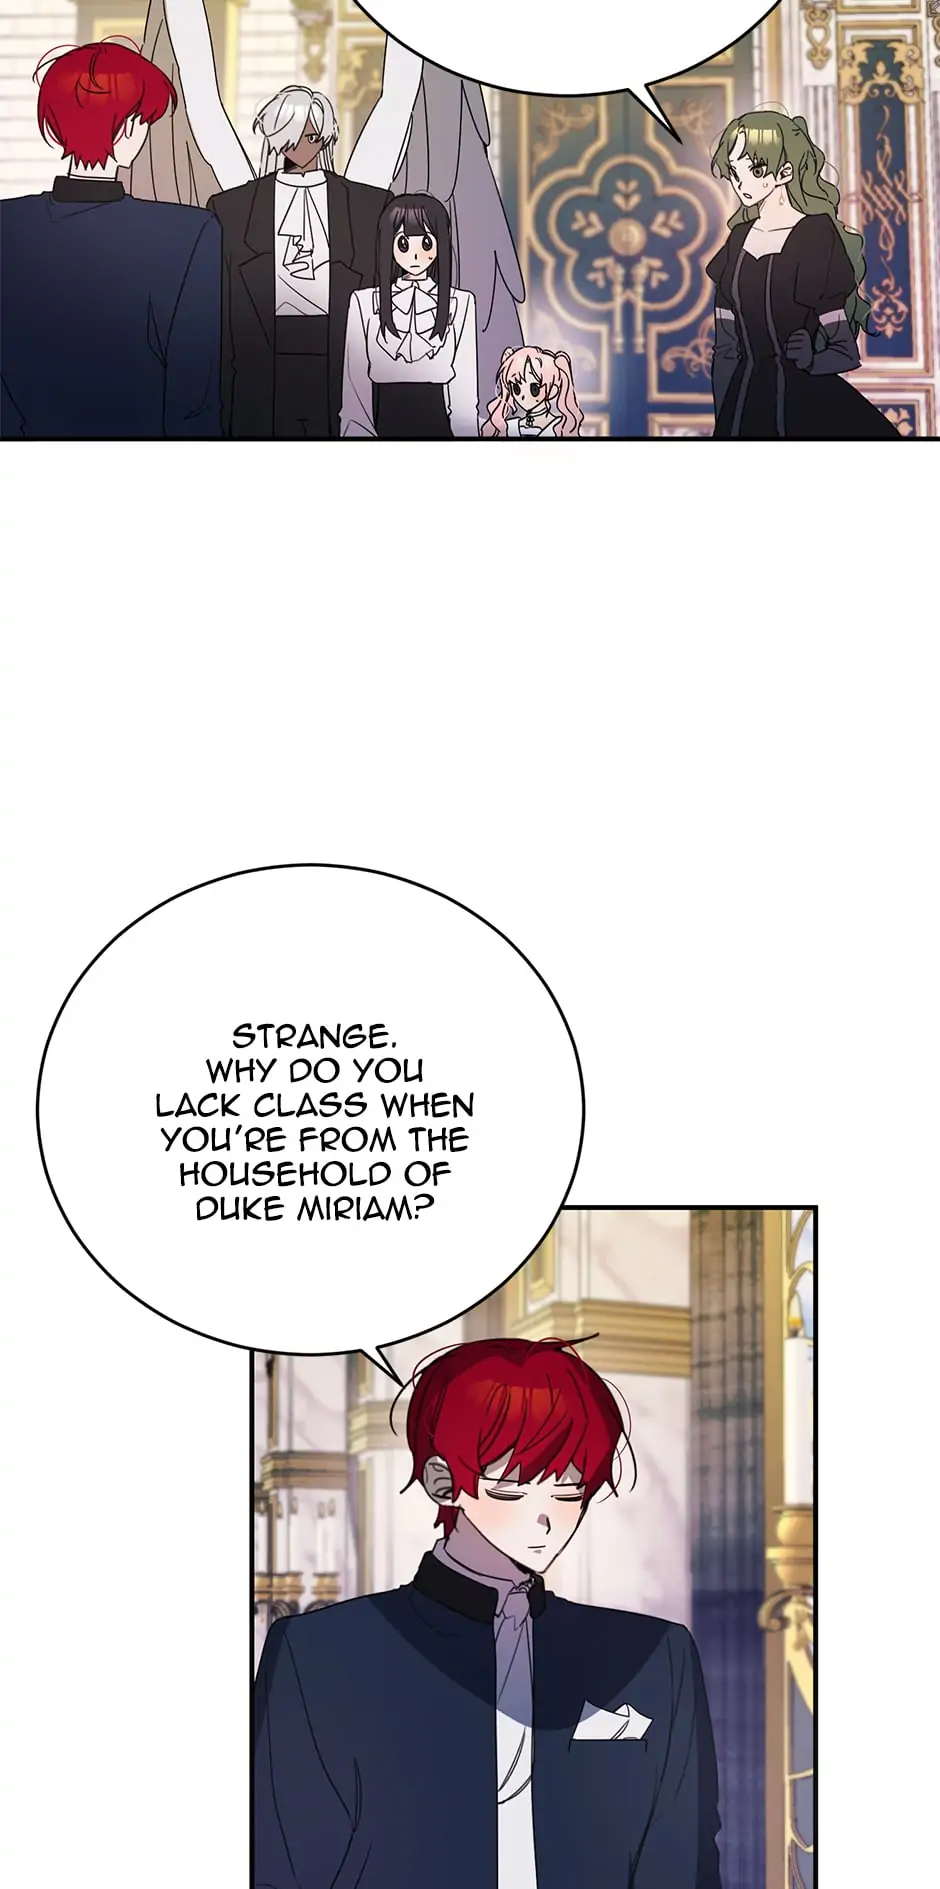 STRANGE.
WHY DO YOU
LACK CLASS WHEN
YOU'RE FROM THE
HOUSEHOLD OF
DUKE MIRIAM?